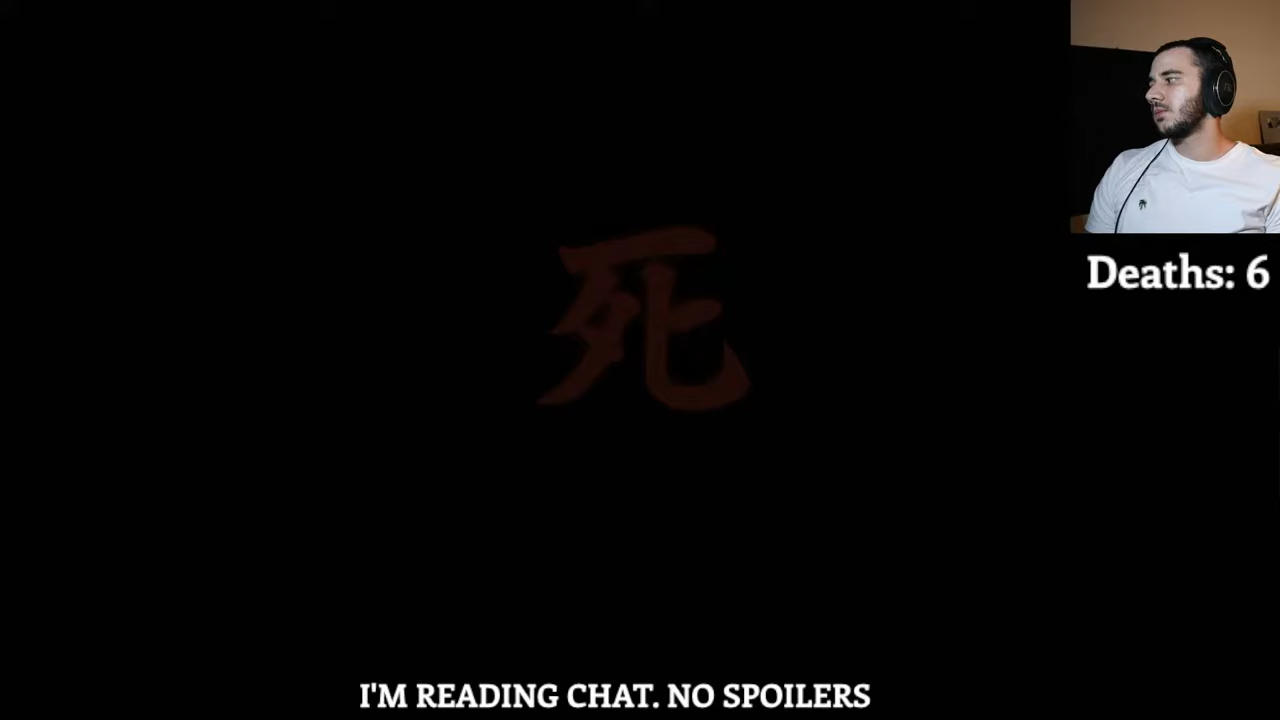 死
Deaths: 6
I'M READING CHAT. NO SPOILERS